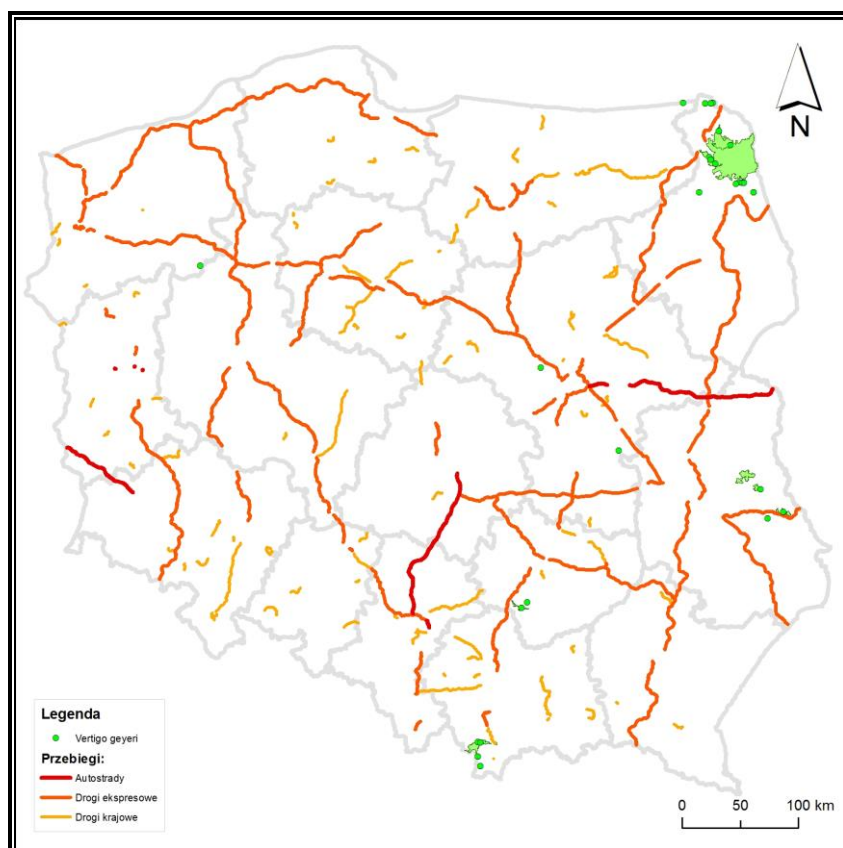 N
Legenda
Vertigo geyeri
Przebiegi:
Autostrady
Drogi ekspresowe
Drogi krajowe
0 50 100 km